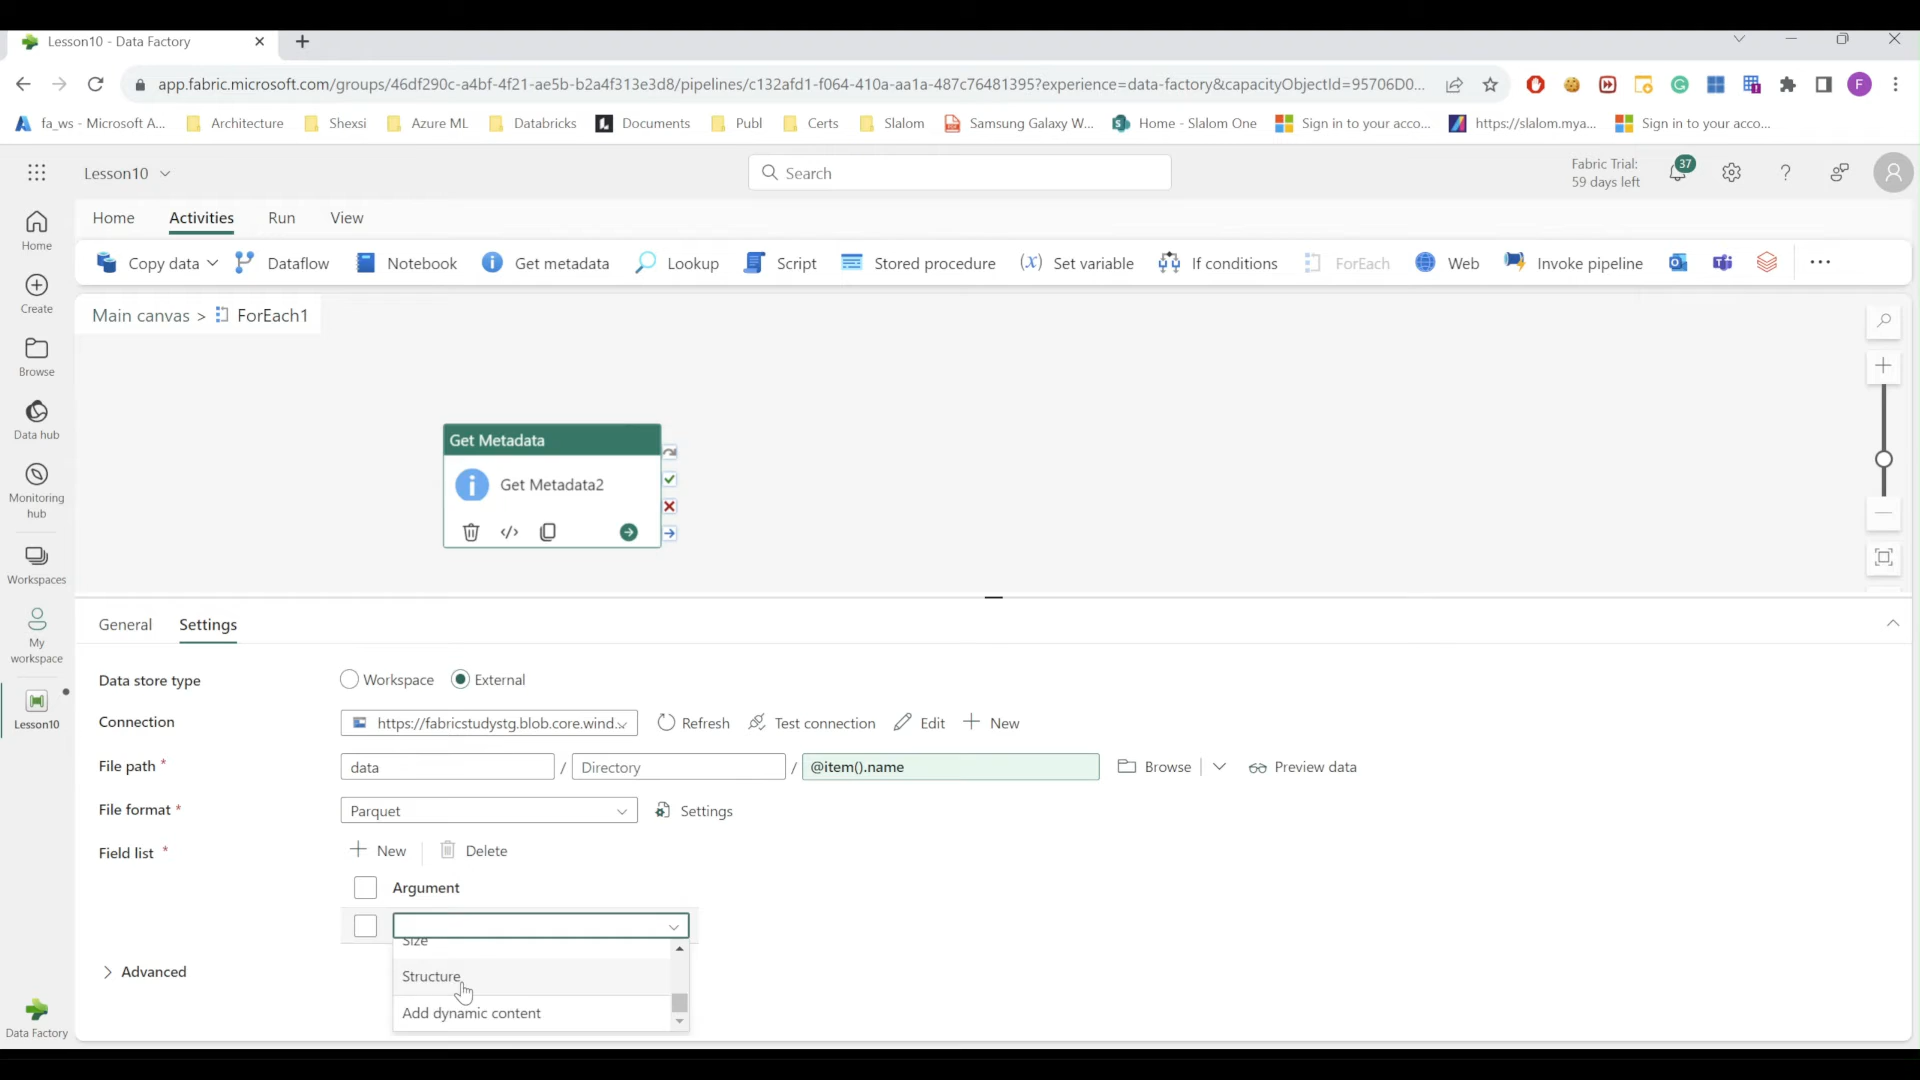 Lesson10 - Data Factory
app.fabric.microsoft.com/groups/46df290c-a4bf-4f21-ae5b-b2a4f313e3d8/pipelines/c132afd1-f064-410a-aa1a-487c76481395?experience=data-factory&capacityObjectId=95706D0...
F
fa_ws - Microsoft A... Architecture Shexsi Azure ML Databricks Documents Publ Certs Slalom Samsung Galaxy W... Home - Slalom One Sign in to your acco... https://slalom.mya... Sign in to your acco...
Lesson10
Search
Fabric Trial:
59 days left
37
Home Activities Run View
Copy data Dataflow Notebook Get metadata Lookup Script Stored procedure (x) Set variable If conditions ForEach Web Invoke pipeline ...
Home
Create
Browse
Data hub
Monitoring
hub
Workspaces
My
workspace
Lesson10
Data Factory
Main canvas > ForEach1
Get Metadata
Get Metadata2
General Settings
Data store type Workspace External
Connection https://fabricstudystg.blob.core.wind... Refresh Test connection Edit New
File path * data / Directory / @item().name Browse Preview data
File format * Parquet Settings
Field list * New Delete
Argument
Size
Structure
Add dynamic content
Advanced